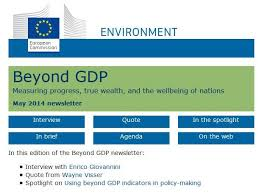 European
Commission
ENVIRONMENT
Beyond GDP
Measuring progress, true wealth, and the wellbeing of nations
May 2014 newsletter
Interview Quote In the spotlight
In brief Agenda On the web
In this edition of the Beyond GDP newsletter:
Interview with Enrico Giovannini
Quote from Wayne Visser
Spotlight on Using beyond GDP indicators in policy-making